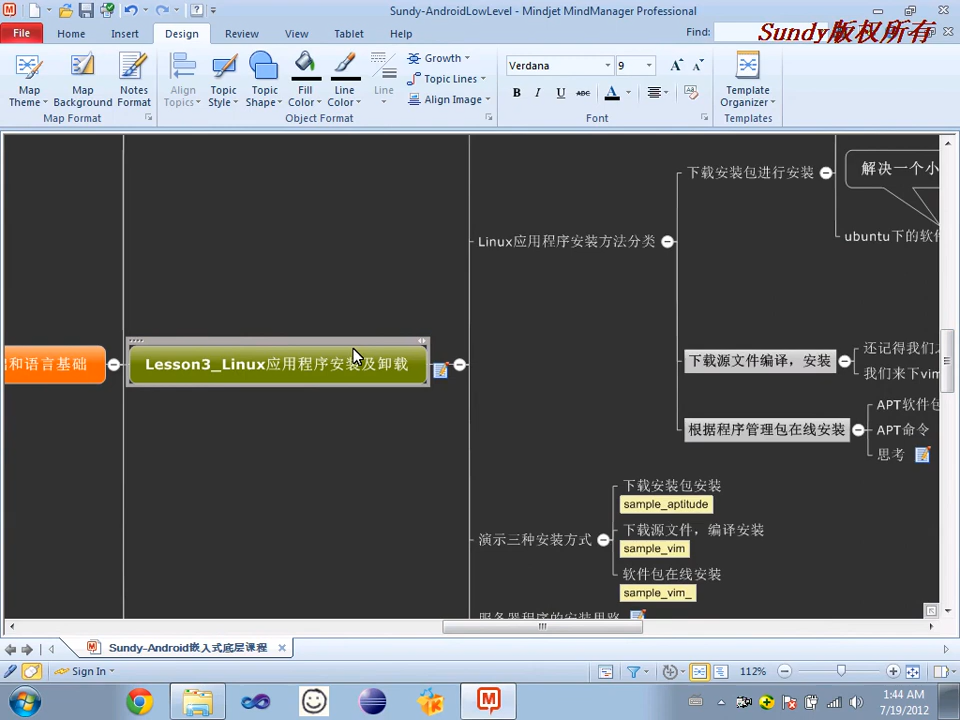 Sundy-AndroidLowLevel - Mindjet MindManager Professional
File Home Insert Design Review View Tablet Help
Find:
Sundy版权所有
Map Theme
Map Background
Notes Format
Align Topics
Topic Style
Topic Shape
Fill Color
Line Color
Line
Growth
Topic Lines
Align Image
Verdana 9
B I U ABC A
Template Organizer
Map Format Object Format Font Templates
解决一个小
下载安装包进行安装
ubuntu下的软件
Linux应用程序安装方法分类
和语言基础
Lesson3_Linux应用程序安装及卸载
下载源文件编译，安装
我们来下vim
根据程序管理包在线安装
APT软件包
APT命令
思考
演示三种安装方式
下载安装包安装
sample_aptitude
下载源文件，编译安装
sample_vim
软件包在线安装
sample_vim_
服务器程序的安装思路
Sundy-Android嵌入式底层课程
Sign In
112%
1:44 AM
7/19/2012